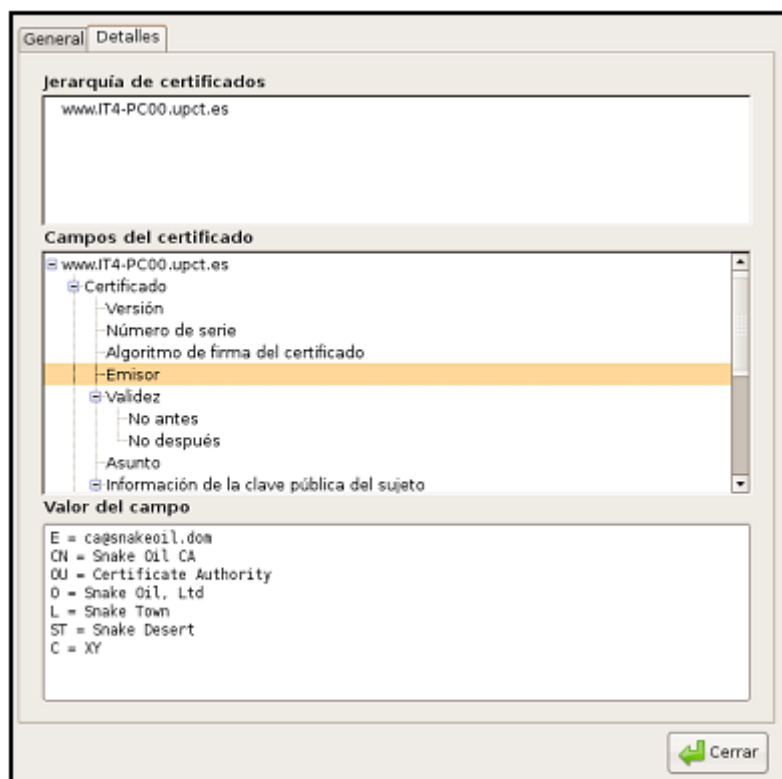 General Detalles
Jerarquía de certificados
www.IT4-PC00.upct.es
Campos del certificado
www.IT4-PC00.upct.es
Certificado
Versión
Número de serie
Algoritmo de firma del certificado
Emisor
Validez
No antes
No después
Asunto
Información de la clave pública del sujeto
Valor del campo
E = ca@snakeoil.dom
CN = Snake Oil CA
OU = Certificate Authority
O = Snake Oil, Ltd
L = Snake Town
ST = Snake Desert
C = XY
Cerrar